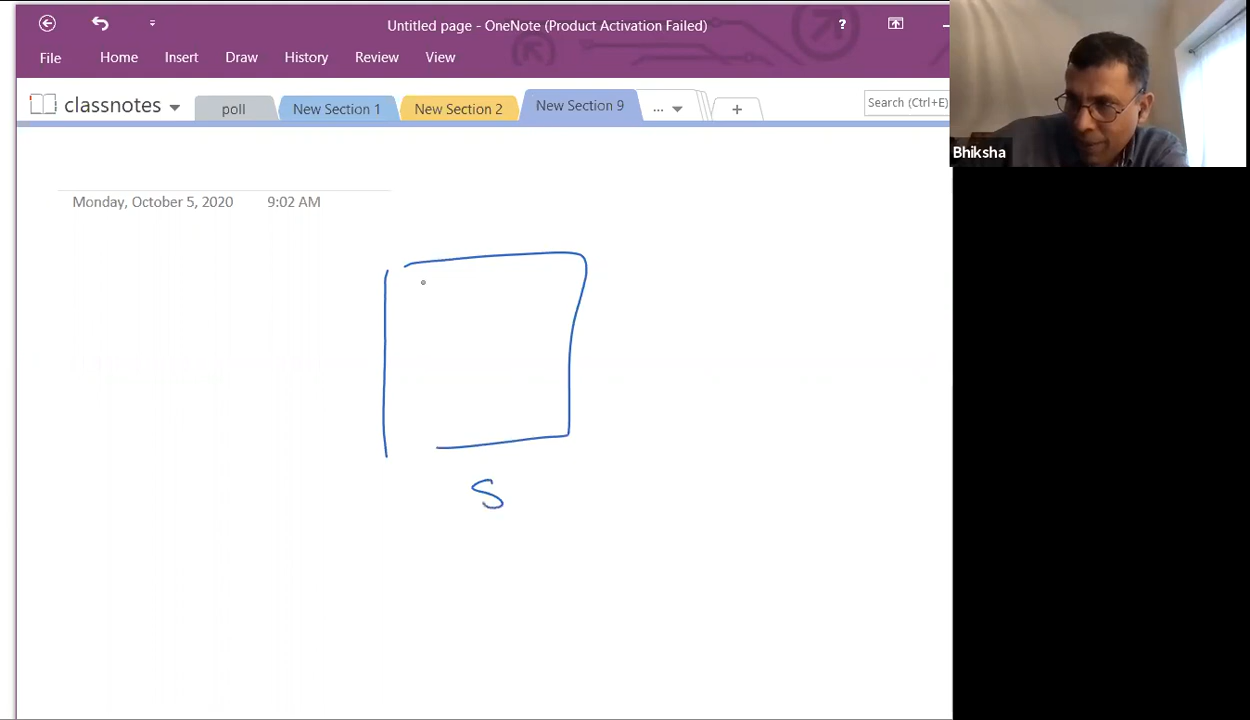 Untitled page - OneNote (Product Activation Failed)
?
File Home Insert Draw History Review View
classnotes poll New Section 1 New Section 2 New Section 9 ... + Search (Ctrl+E)
Bhiksha
Monday, October 5, 2020 9:02 AM
S